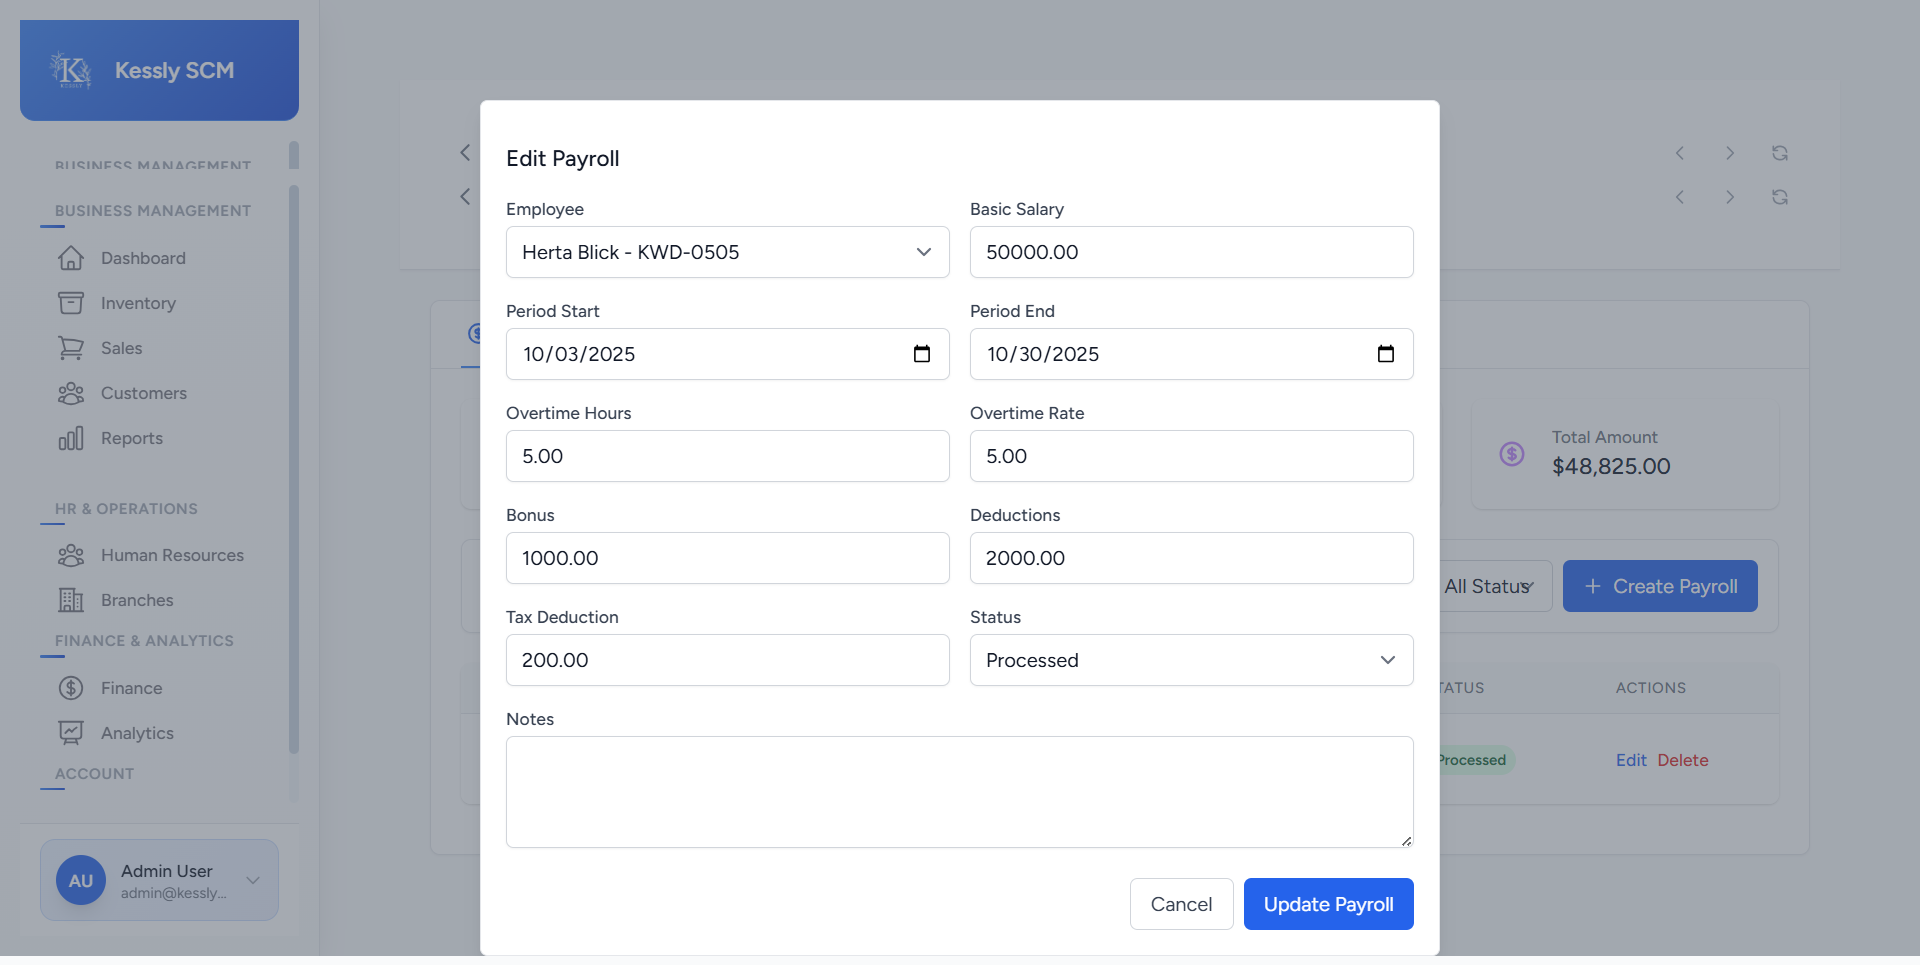 K
KESSLY
Kessly SCM
BUSINESS MANAGEMENT
BUSINESS MANAGEMENT
Dashboard
Inventory
Sales
Customers
Reports
HR & OPERATIONS
Human Resources
Branches
FINANCE & ANALYTICS
Finance
Analytics
ACCOUNT
AU
Admin User
admin@kessly...
Edit Payroll
Employee
Herta Blick - KWD-0505
Basic Salary
50000.00
Period Start
10/03/2025
Period End
10/30/2025
Overtime Hours
5.00
Overtime Rate
5.00
Bonus
1000.00
Deductions
2000.00
Tax Deduction
200.00
Status
Processed
Notes
Cancel
Update Payroll
Total Amount
$48,825.00
All Status
+ Create Payroll
TATUS
ACTIONS
Processed
Edit Delete